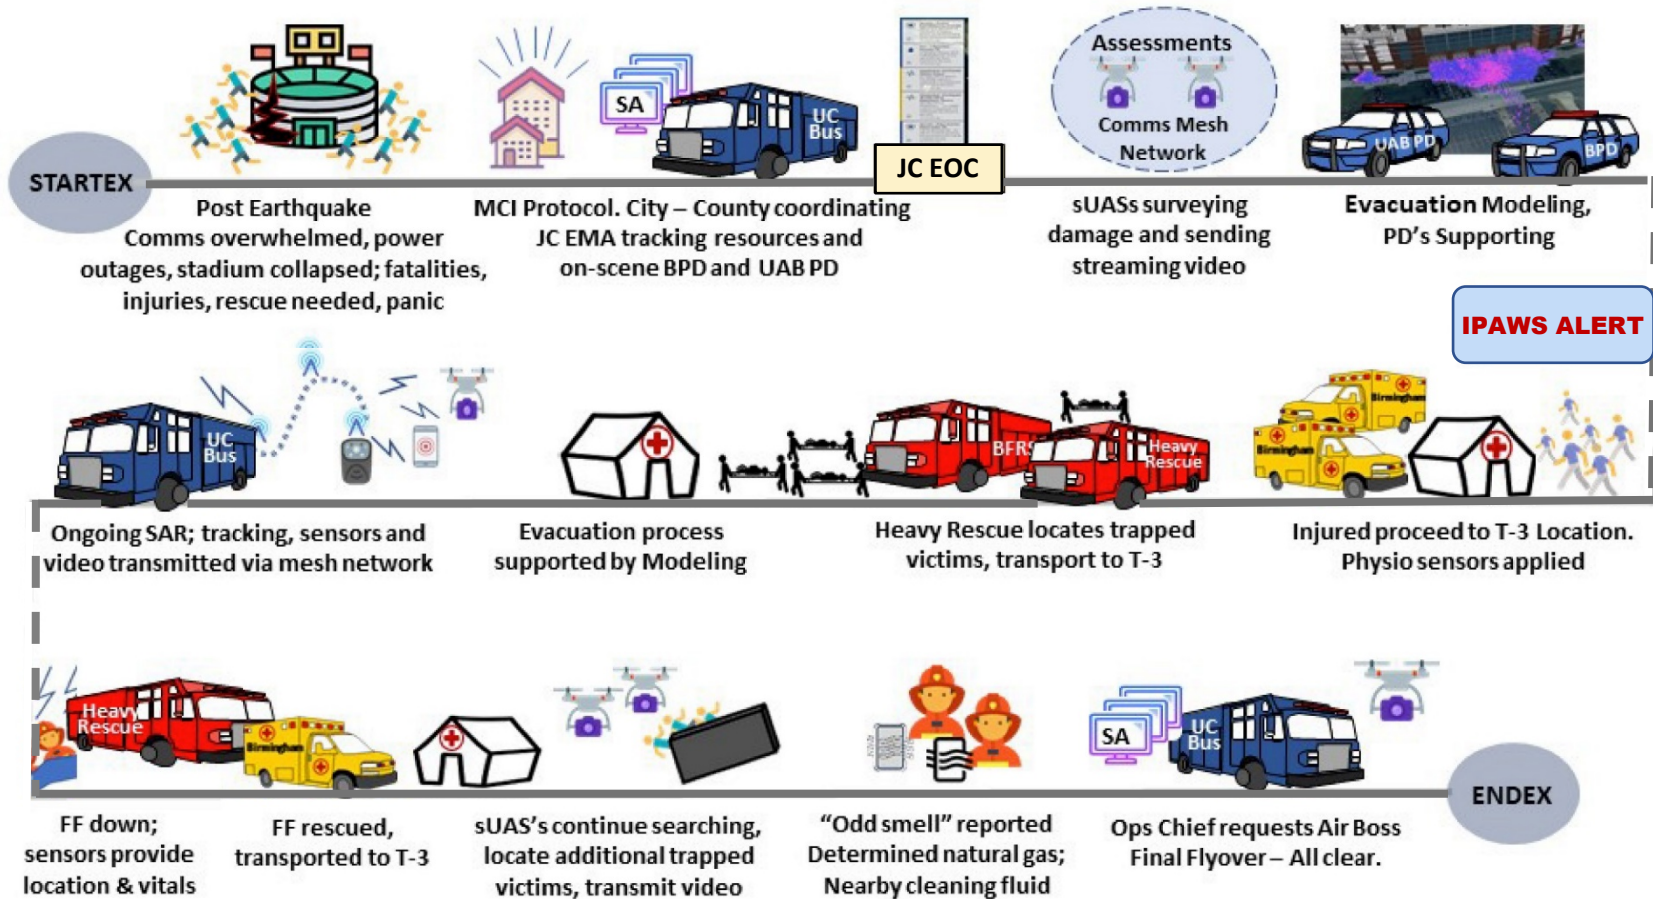 STARTEX
SA
UC
Bus
JC EOC
Assessments
Comms Mesh
Network
UAB PD
BPD
Post Earthquake
Comms overwhelmed, power
outages, stadium collapsed; fatalities,
injuries, rescue needed, panic
MCI Protocol. City – County coordinating
JC EMA tracking resources and
on-scene BPD and UAB PD
sUASs surveying
damage and sending
streaming video
Evacuation Modeling,
PD's Supporting
IPAWS ALERT
UC
Bus
BFRS
Heavy
Rescue
Birmingham
Birmingham
Ongoing SAR; tracking, sensors and
video transmitted via mesh network
Evacuation process
supported by Modeling
Heavy Rescue locates trapped
victims, transport to T-3
Injured proceed to T-3 Location.
Physio sensors applied
Heavy
Rescue
Birmingham
SA
UC
Bus
ENDEX
FF down;
sensors provide
location & vitals
FF rescued,
transported to T-3
sUAS's continue searching,
locate additional trapped
victims, transmit video
“Odd smell” reported
Determined natural gas;
Nearby cleaning fluid
Ops Chief requests Air Boss
Final Flyover – All clear.